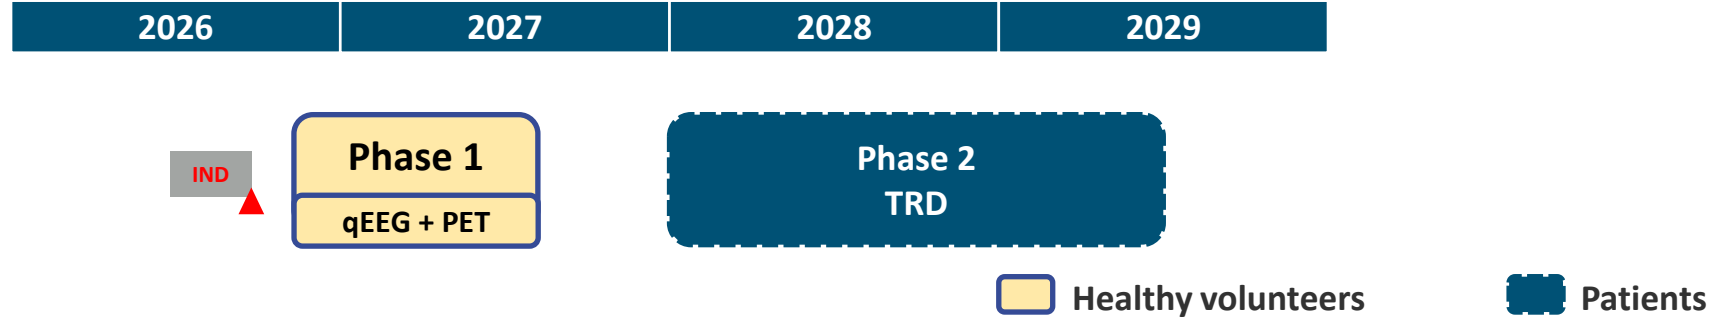 2026 2027 2028 2029
IND
Phase 1
qEEG + PET
Phase 2
TRD
Healthy volunteers
Patients